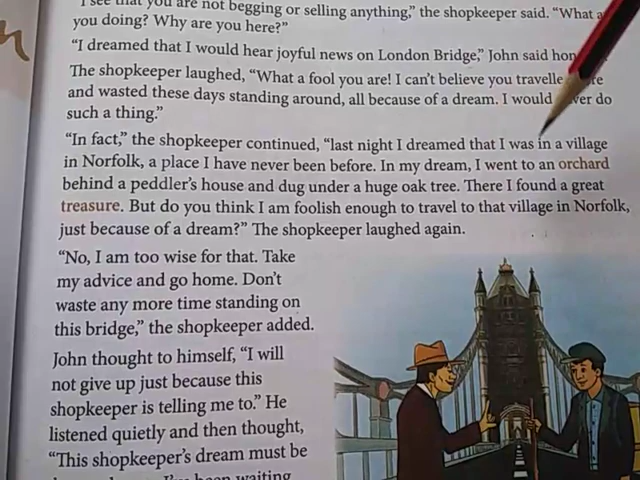 I see that you are not begging or selling anything,” the shopkeeper said. “What
you doing? Why are you here?”
“I dreamed that I would hear joyful news on London Bridge,” John said
The shopkeeper laughed, “What a fool you are! I can’t believe you
and wasted these days standing around, all because of a dream. I would do
such a thing.”
“In fact,” the shopkeeper continued, “last night I dreamed that I was in a village
in Norfolk, a place I have never been before. In my dream, I went to an orchard
behind a peddler’s house and dug under a huge oak tree. There I found a great
treasure. But do you think I am foolish enough to travel to that village in Norfolk,
just because of a dream?” The shopkeeper laughed again.
“No, I am too wise for that. Take
my advice and go home. Don’t
waste any more time standing on
this bridge,” the shopkeeper added.
John thought to himself, “I will
not give up just because this
shopkeeper is telling me to.” He
listened quietly and then thought,
“This shopkeeper’s dream must be
I’ve been waiting